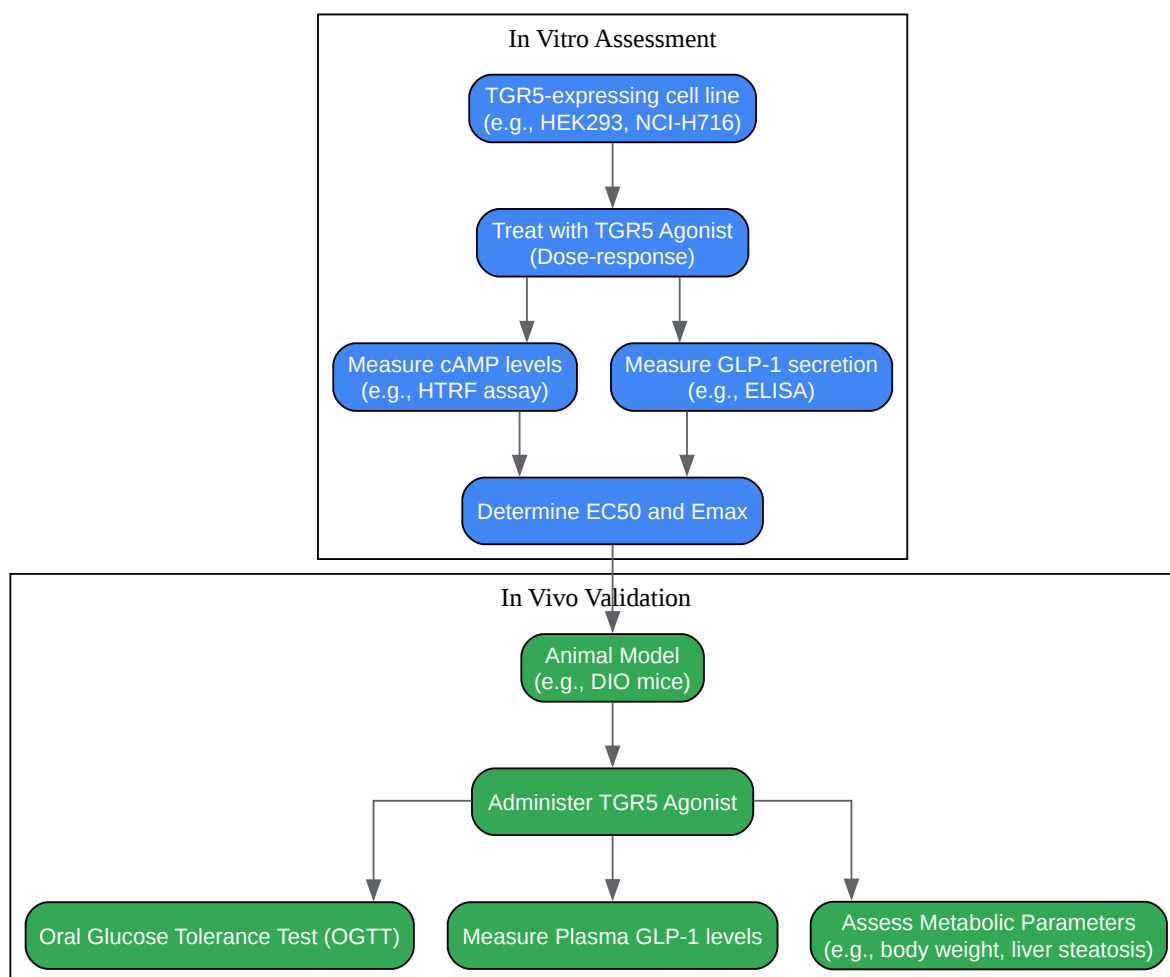 In Vitro Assessment
TGR5-expressing cell line
(e.g., HEK293, NCI-H716)
Treat with TGR5 Agonist
(Dose-response)
Measure cAMP levels
(e.g., HTRF assay)
Measure GLP-1 secretion
(e.g., ELISA)
Determine EC50 and Emax
In Vivo Validation
Animal Model
(e.g., DIO mice)
Administer TGR5 Agonist
Oral Glucose Tolerance Test (OGTT)
Measure Plasma GLP-1 levels
Assess Metabolic Parameters
(e.g., body weight, liver steatosis)